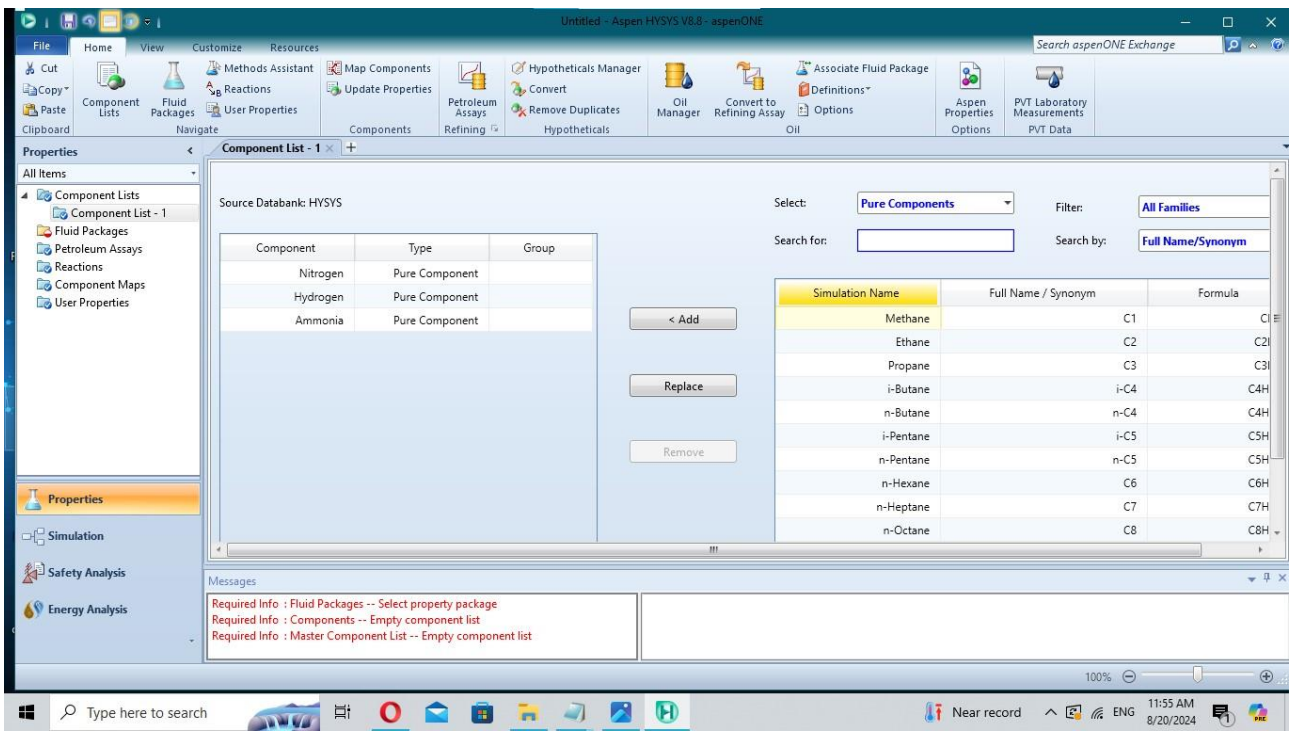 Untitled - Aspen HYSYS V8.8 - aspenONE
File Home View Customize Resources Search aspenONE Exchange
Cut Methods Assistant Map Components Hypotheticals Manager Associate Fluid Package
Copy Reactions Update Properties Convert Definitions
Paste Component Lists Fluid Packages User Properties Petroleum Assays Remove Duplicates Oil Manager Convert to Refining Assay Options Aspen Properties PVT Laboratory Measurements
Clipboard Navigate Components Refining Hypotheticals Oil Options PVT Data
Properties < Component List - 1 × +
All Items
Component Lists
Component List - 1
Fluid Packages
Petroleum Assays
Reactions
Component Maps
User Properties
Properties
Simulation
Safety Analysis
Energy Analysis
Source Databank: HYSYS
Select: Pure Components Filter: All Families
Search for: Search by: Full Name/Synonym
Component Type Group
Nitrogen Pure Component
Hydrogen Pure Component
Ammonia Pure Component
< Add
Replace
Remove
Simulation Name Full Name / Synonym Formula
Methane C1
Ethane C2
Propane C3
i-Butane i-C4 C4H
n-Butane n-C4 C4H
i-Pentane i-C5 C5H
n-Pentane n-C5 C5H
n-Hexane C6 C6H
n-Heptane C7 C7H
n-Octane C8 C8H
Messages
Required Info : Fluid Packages -- Select property package
Required Info : Components -- Empty component list
Required Info : Master Component List -- Empty component list
100%
Type here to search Near record ENG 11:55 AM
8/20/2024
PRE